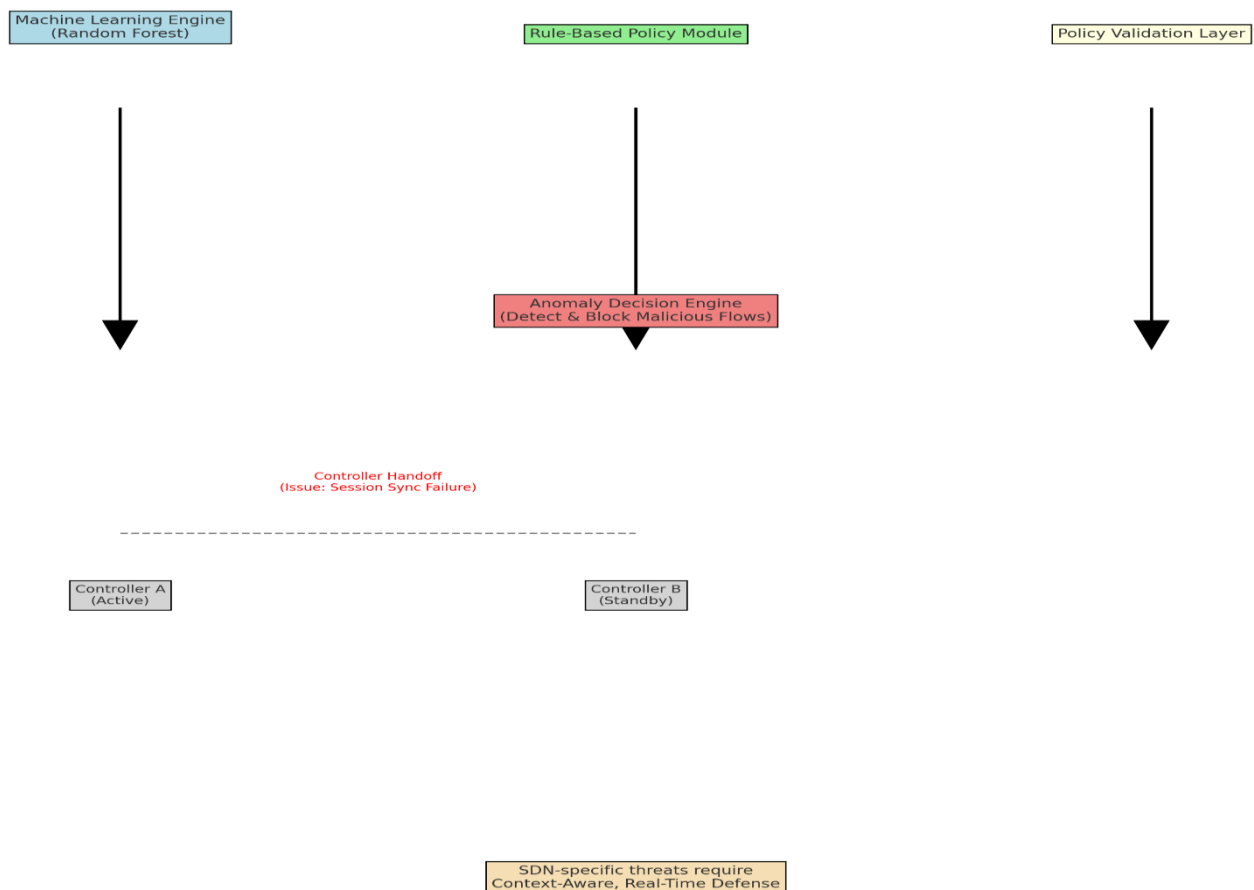 Machine Learning Engine
(Random Forest)
Rule-Based Policy Module
Policy Validation Layer
Anomaly Decision Engine
(Detect & Block Malicious Flows)
Controller Handoff
(Issue: Session Sync Failure)
Controller A
(Active)
Controller B
(Standby)
SDN-specific threats require
Context-Aware, Real-Time Defense